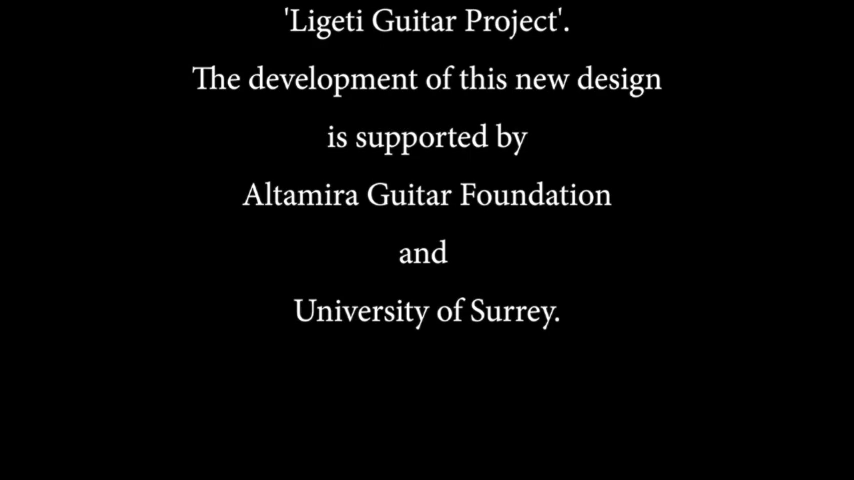 'Ligeti Guitar Project'.
The development of this new design
is supported by
Altamira Guitar Foundation
and
University of Surrey.